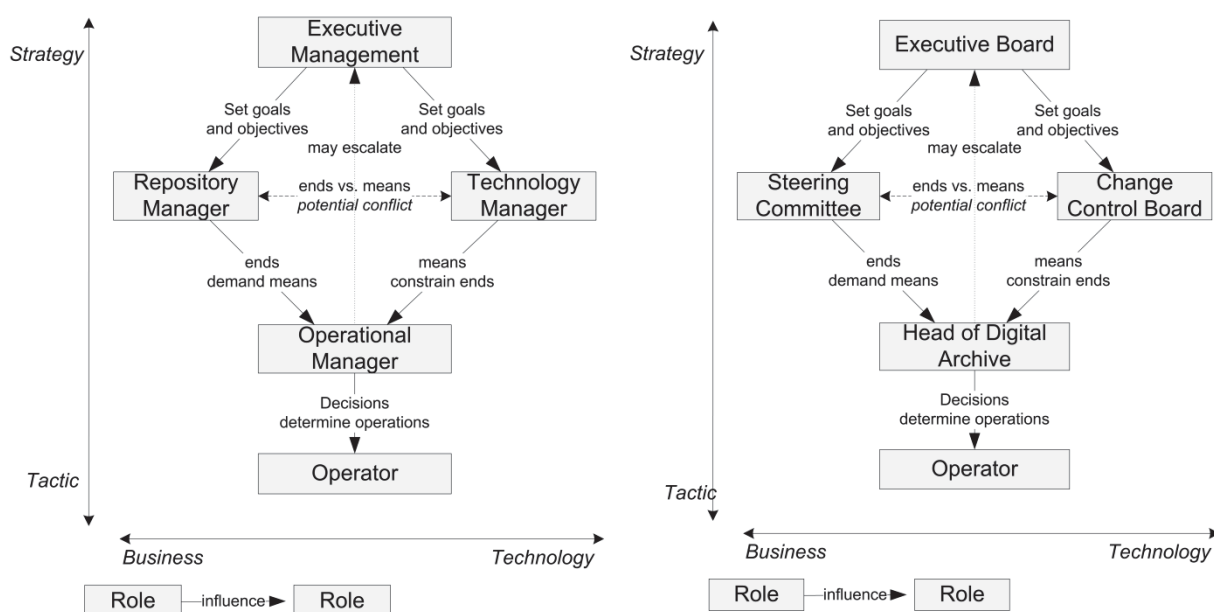 Strategy
Executive
Management
Set goals
and objectives
Set goals
and objectives
may escalate
Repository
Manager
ends vs. means
potential conflict
Technology
Manager
ends
demand means
means
constrain ends
Operational
Manager
Decisions
determine operations
Operator
Tactic
Business
Technology
Role
influence
Role
Strategy
Executive Board
Set goals
and objectives
Set goals
and objectives
may escalate
Steering
Committee
ends vs. means
potential conflict
Change
Control Board
ends
demand means
means
constrain ends
Head of Digital
Archive
Decisions
determine operations
Operator
Tactic
Business
Technology
Role
influence
Role